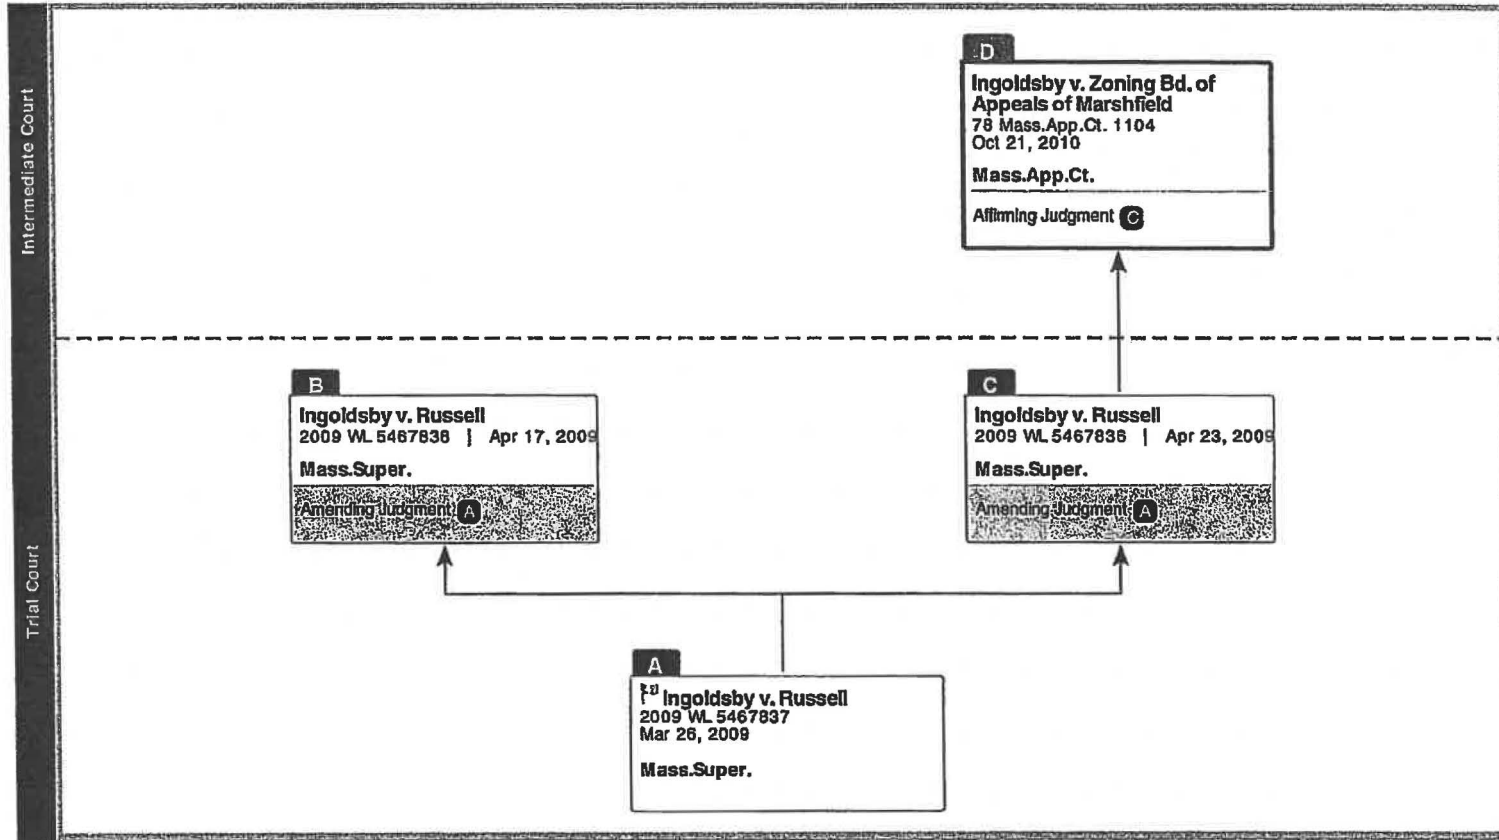 Intermediate Court
D
Ingoldsby v. Zoning Bd. of
Appeals of Marshfield
78 Mass.App.Ct. 1104
Oct 21, 2010
Mass.App.Ct.
Affirming Judgment C
B
Ingoldsby v. Russell
2009 WL 5467838 | Apr 17, 2009
Mass.Super.
Amending Judgment A
C
Ingoldsby v. Russell
2009 WL 5467836 | Apr 23, 2009
Mass.Super.
Amending Judgment A
Trial Court
A
Ingoldsby v. Russell
2009 WL 5467837
Mar 26, 2009
Mass.Super.